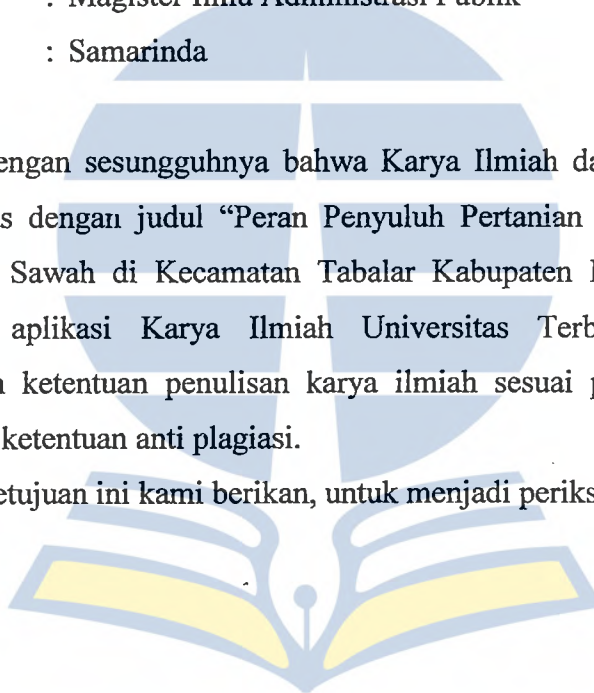 : Magister Ilmu Administrasi Publik
: Samarinda
engan sesungguhnya bahwa Karya Ilmiah da
s dengan judul “Peran Penyuluh Pertanian
Sawah di Kecamatan Tabalar Kabupaten
aplikasi Karya Ilmiah Universitas Terb
ketentuan penulisan karya ilmiah sesuai
ketentuan anti plagiasi.
etujuan ini kami berikan, untuk menjadi periks